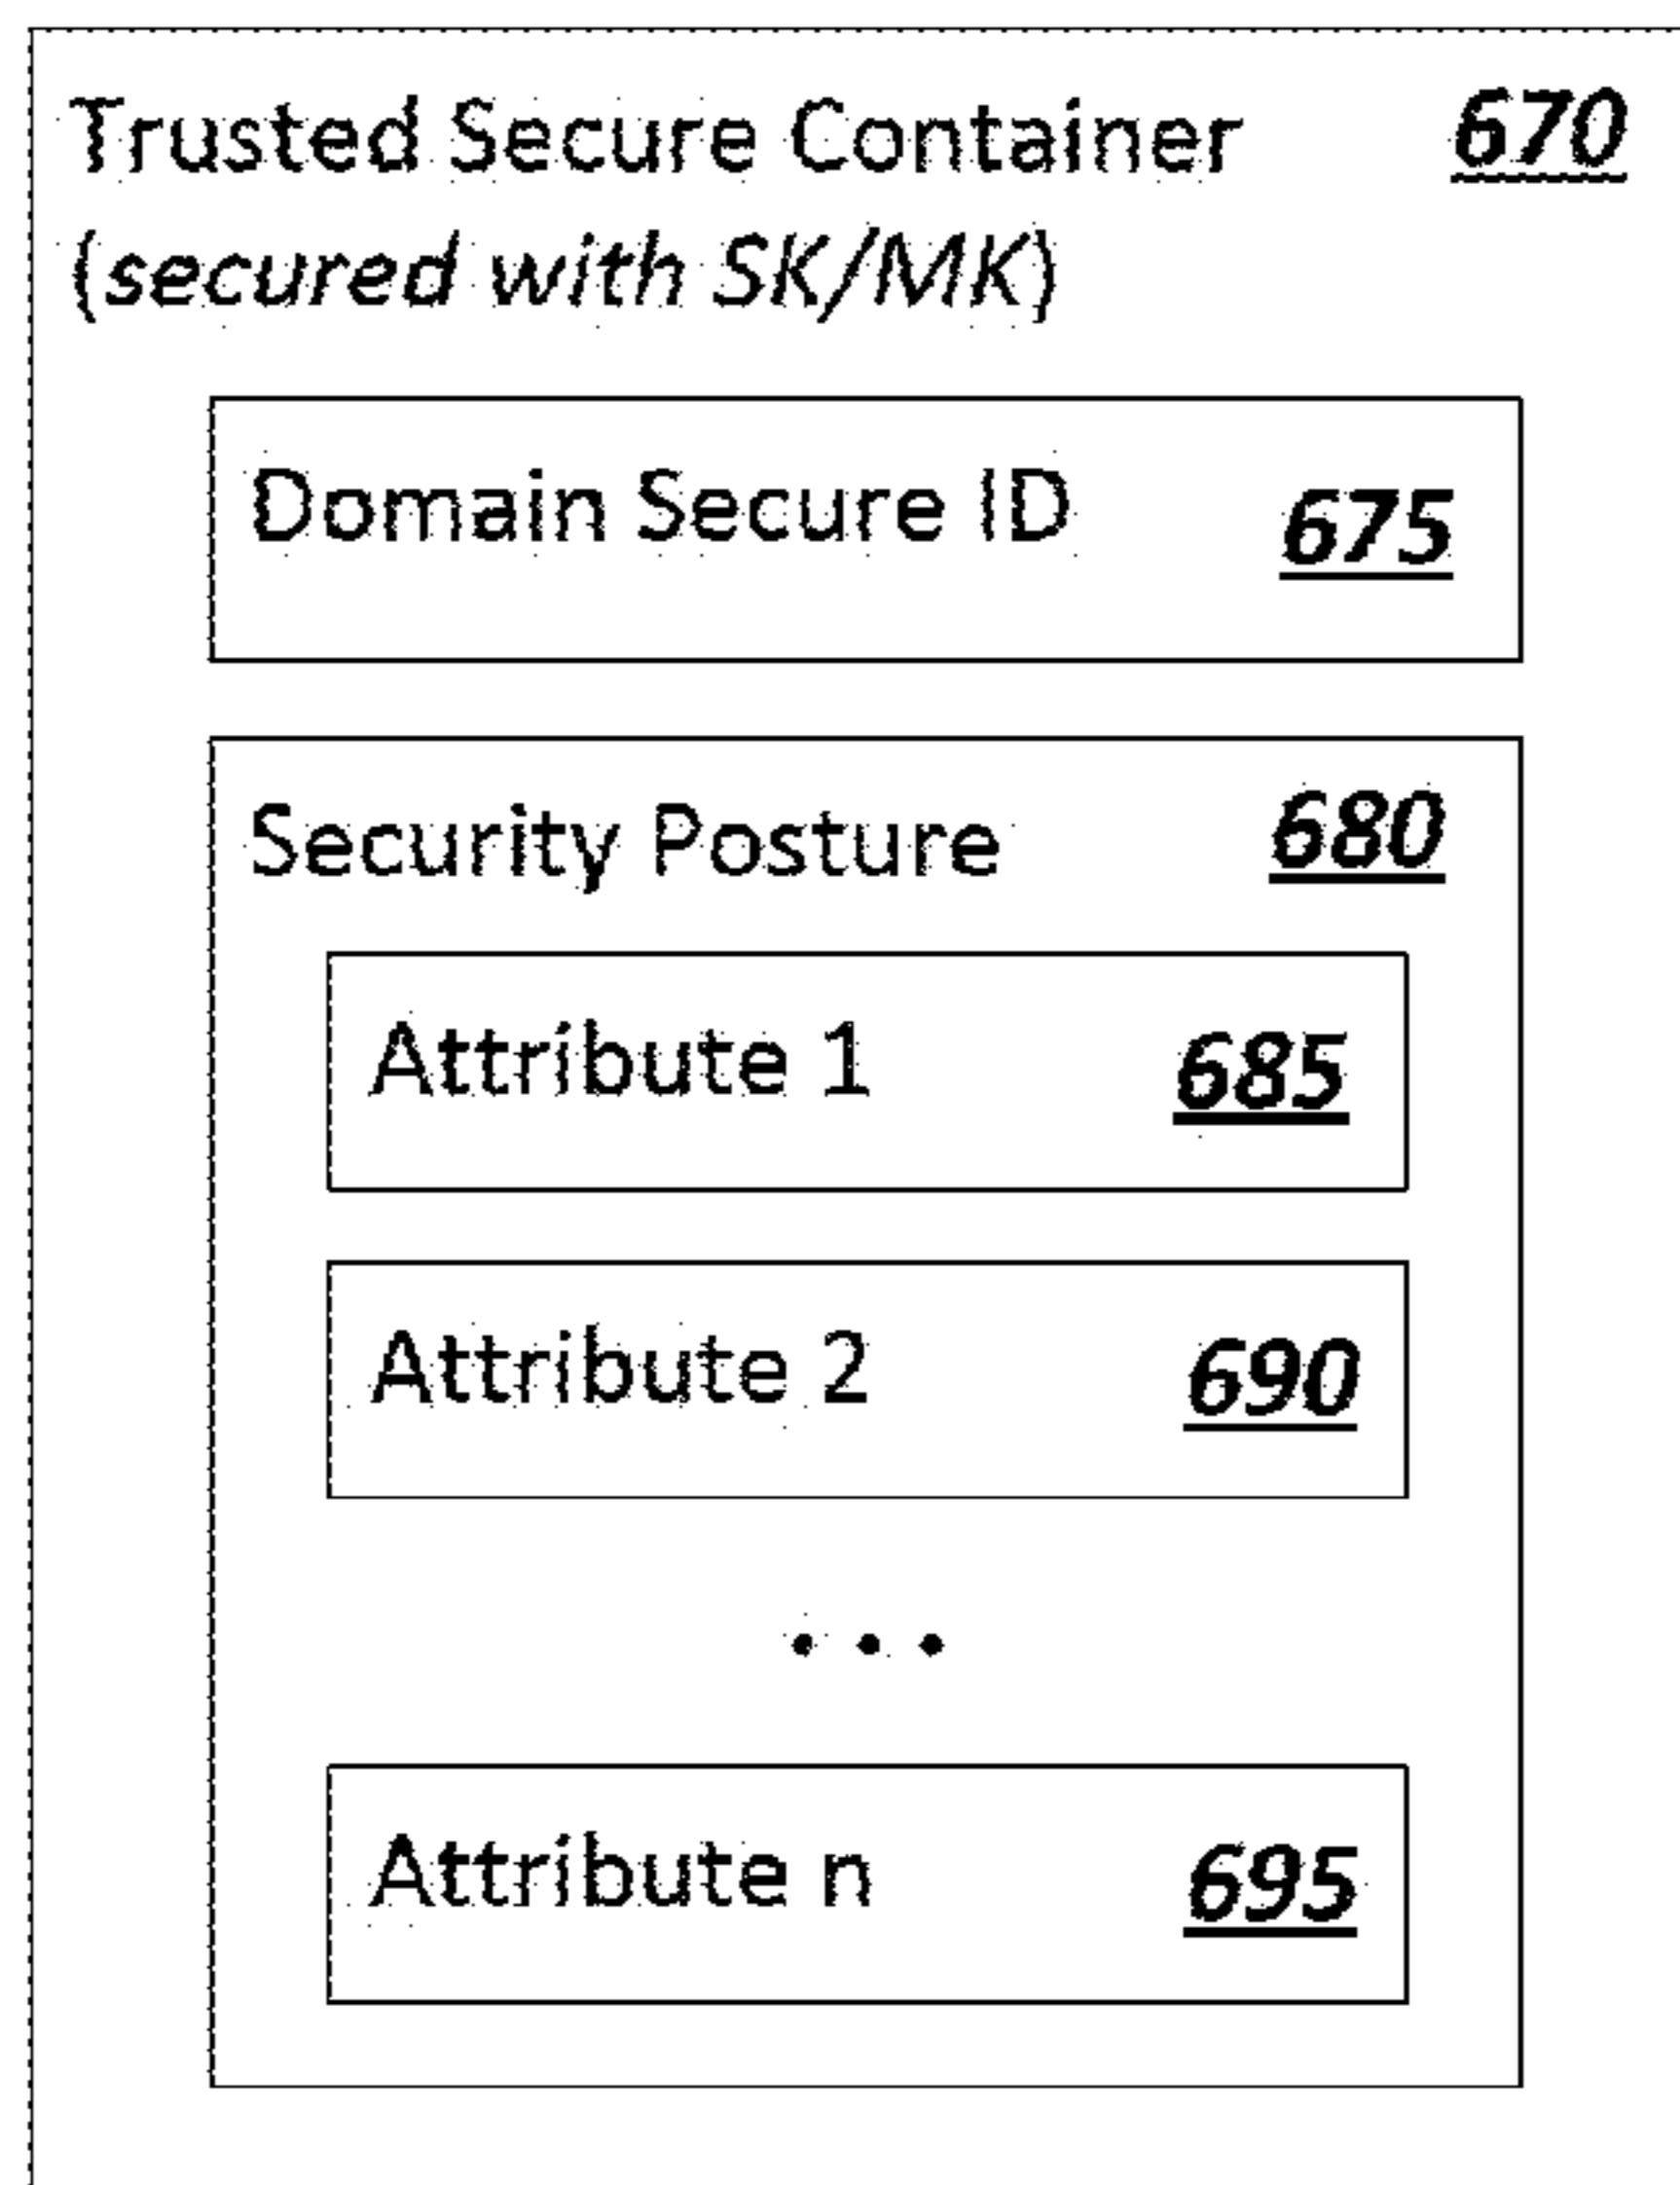 Trusted Secure Container 670
(secured with SK/MK)
Domain Secure ID 675
Security Posture 680
Attribute 1 685
Attribute 2 690
...
Attribute n 695